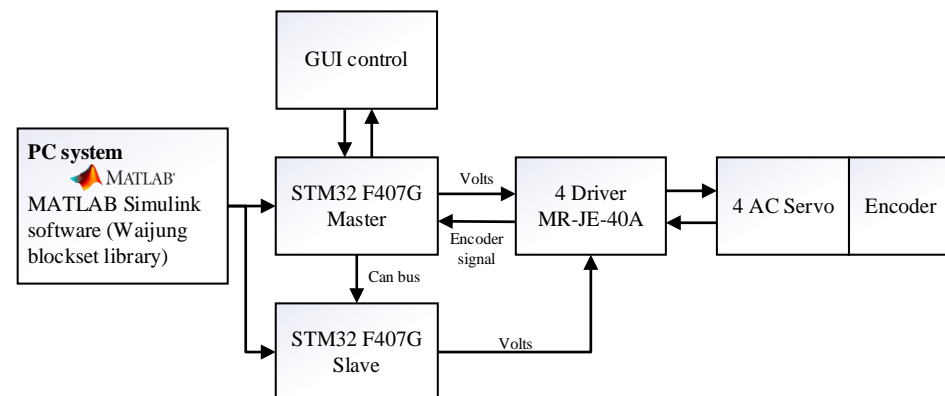 GUI control
PC system
MATLAB®
MATLAB Simulink
software (Waijung
blockset library)
STM32 F407G
Master
Volts
Encoder
signal
4 Driver
MR-JE-40A
4 AC Servo
Encoder
Can bus
STM32 F407G
Slave
Volts